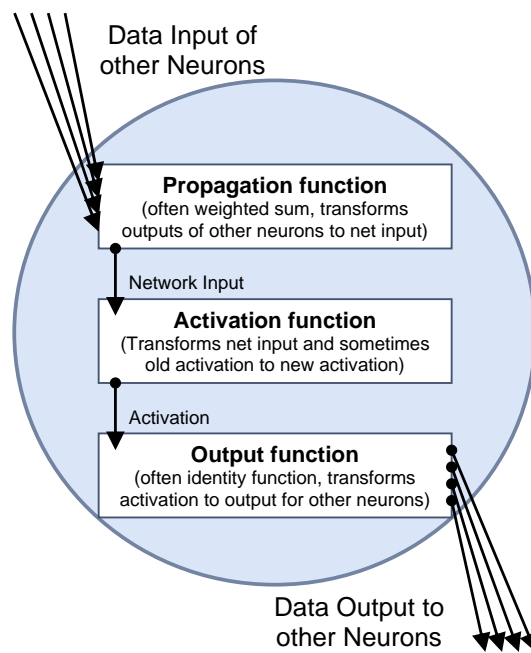 Data Input of
other Neurons
Propagation function
(often weighted sum, transforms
outputs of other neurons to net input)
Network Input
Activation function
(Transforms net input and sometimes
old activation to new activation)
Activation
Output function
(often identity function, transforms
activation to output for other neurons)
Data Output to
other Neurons